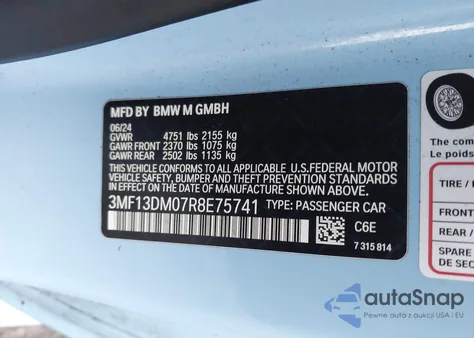 MFD BY BMW M GMBH
06/24
GVWR 4751 lbs 2155 kg
GAWR FRONT 2370 lbs 1075 kg
GAWR REAR 2502 lbs 1135 kg
THIS VEHICLE CONFORMS TO ALL APPLICABLE U.S. FEDERAL MOTOR
VEHICLE SAFETY, BUMPER AND THEFT PREVENTION STANDARDS
IN EFFECT ON THE DATE OF MANUFACTURE SHOWN ABOVE.
3MF13DM07R8E75741 TYPE: PASSENGER CAR
C6E
7 315 814
The com
Le poids
TIRE /
FRONT
REAR /
SPARE
DE SEC
autoSnap
Pewne auta z aukcji USA i EU